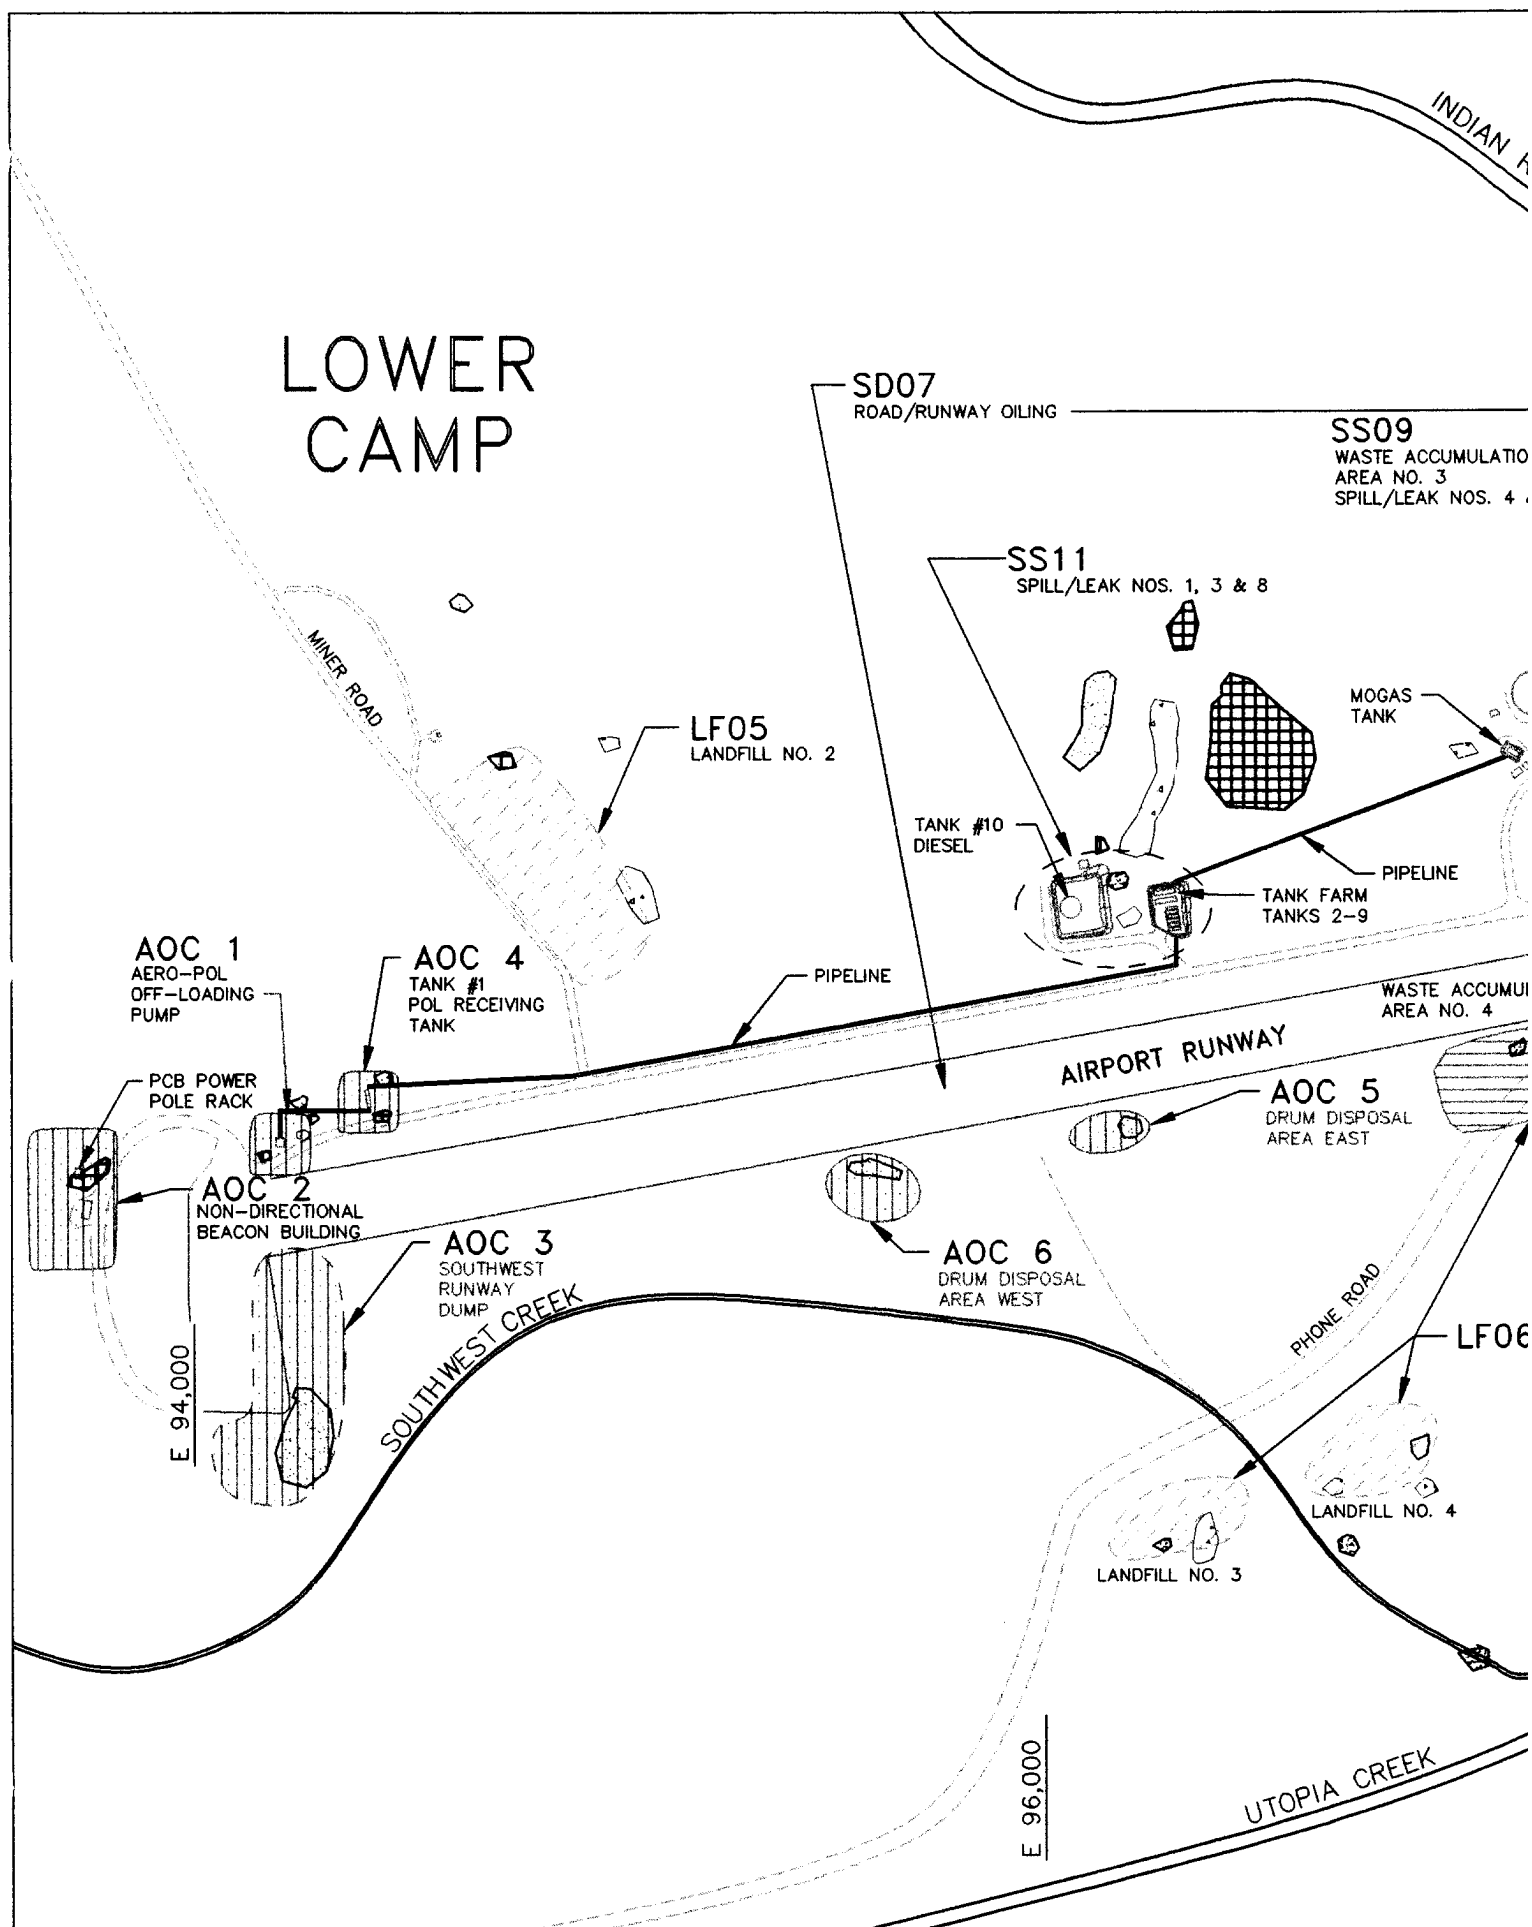 INDIAN
LOWER
CAMP
SD07
ROAD/RUNWAY OILING
SS09
WASTE ACCUMULATIO
AREA NO. 3
SPILL/LEAK NOS. 4
SS11
SPILL/LEAK NOS. 1, 3 & 8
MINER ROAD
LF05
LANDFILL NO. 2
MOGAS
TANK
TANK #10
DIESEL
PIPELINE
TANK FARM
TANKS 2-9
AOC 1
AERO-POL
OFF-LOADING
PUMP
AOC 4
TANK #1
POL RECEIVING
TANK
PIPELINE
WASTE ACCUMU
AREA NO. 4
AIRPORT RUNWAY
PCB POWER
POLE RACK
AOC 5
DRUM DISPOSAL
AREA EAST
AOC 2
NON-DIRECTIONAL
BEACON BUILDING
AOC 3
SOUTHWEST
RUNWAY
DUMP
AOC 6
DRUM DISPOSAL
AREA WEST
SOUTHWEST CREEK
PHONE ROAD
LF06
E 94,000
LANDFILL NO. 4
LANDFILL NO. 3
E 96,000
UTOPIA CREEK